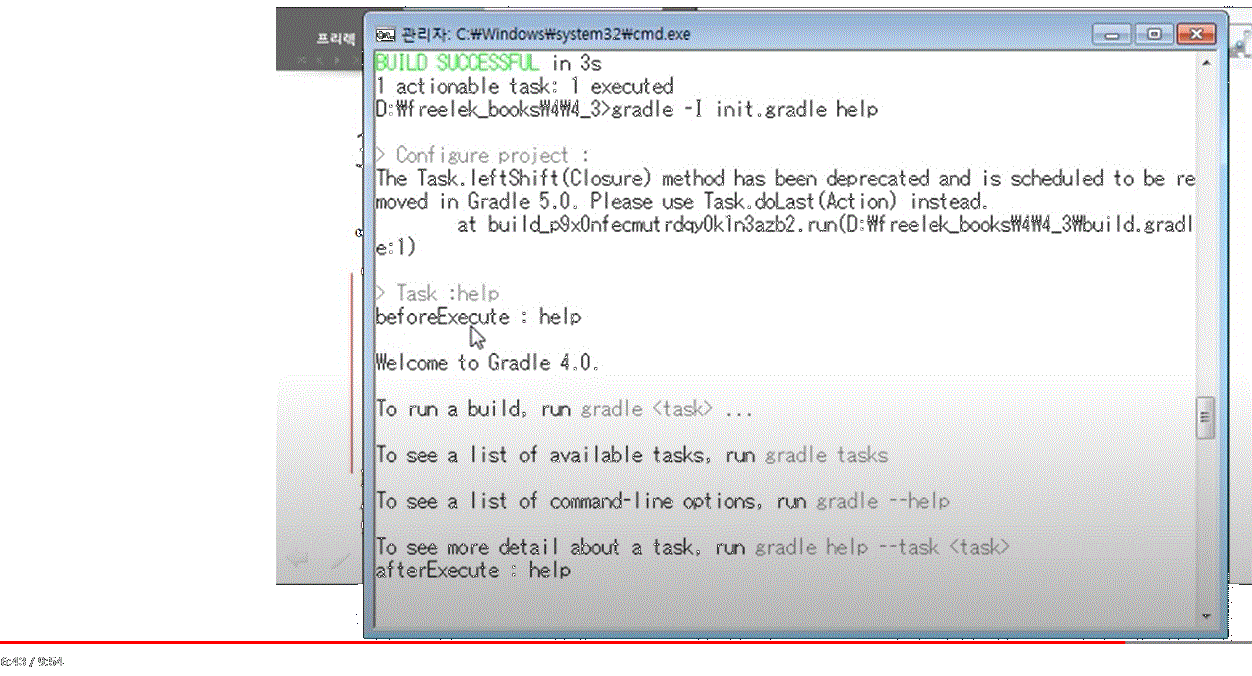 프리렉
관리자: C:₩Windows₩system32₩cmd.exe
BUILD SUCCESSFUL in 3s
1 actionable task: 1 executed
D:₩freelek_books₩4₩4_3>gradle -I init.gradle help
> Configure project :
The Task.leftShift(Closure) method has been deprecated and is scheduled to be re
moved in Gradle 5.0. Please use Task.doLast(Action) instead.
at build_p9x0nfecmutrdqy0k1n3azb2.run(D:₩freelek_books₩4₩4_3₩build.gradl
e:1)
> Task :help
beforeExecute : help
Welcome to Gradle 4.0.
To run a build, run gradle <task> ...
To see a list of available tasks, run gradle tasks
To see a list of command-line options, run gradle --help
To see more detail about a task, run gradle help --task <task>
afterExecute : help